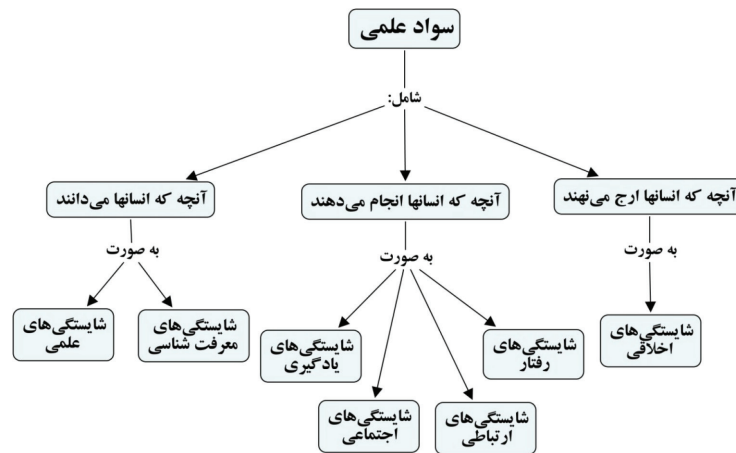 سواد علمی
شامل:
آنچه که انسانها ارج می‌نهند
آنچه که انسانها انجام می‌دهند
آنچه که انسانها می‌دانند
به صورت
به صورت
به صورت
شایستگی‌های
اخلاقی
شایستگی‌های
رفتار
شایستگی‌های
ارتباطی
شایستگی‌های
اجتماعی
شایستگی‌های
یادگیری
شایستگی‌های
معرفت شناسی
شایستگی‌های
علمی